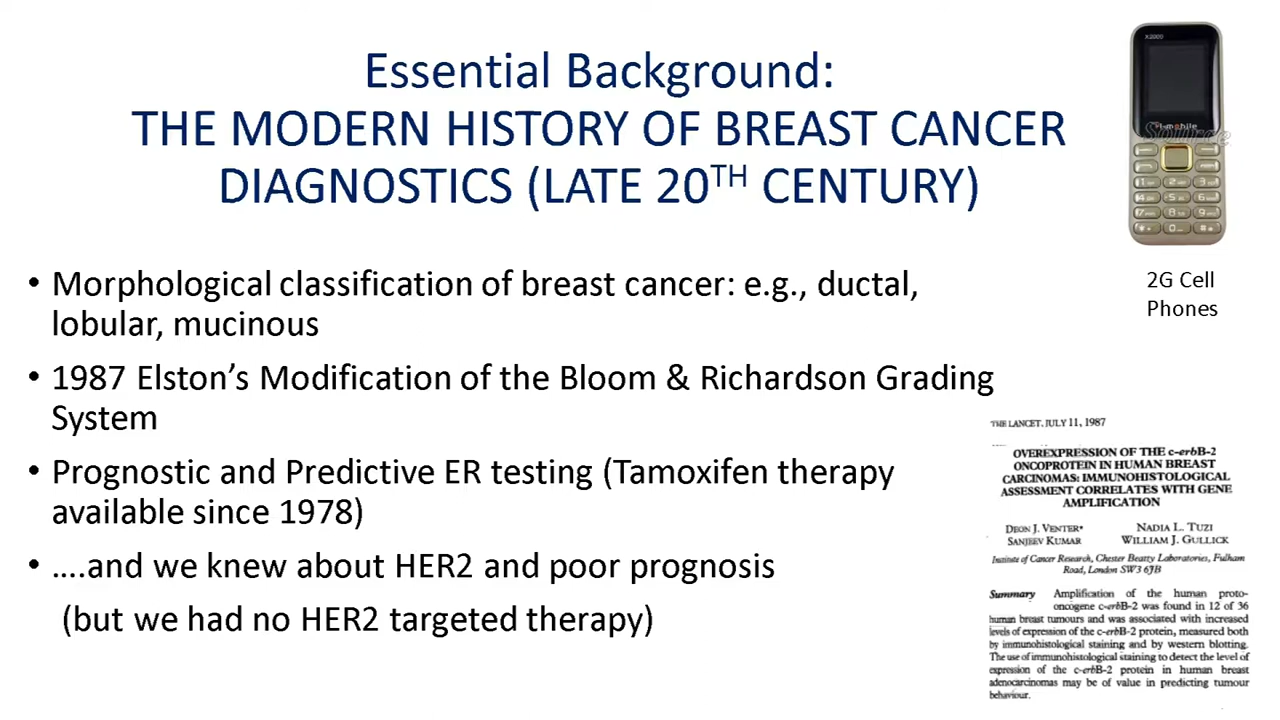 Essential Background:
THE MODERN HISTORY OF BREAST CANCER
DIAGNOSTICS (LATE 20TH CENTURY)
X2000
i-mobile
2G Cell
Phones
• Morphological classification of breast cancer: e.g., ductal,
lobular, mucinous
• 1987 Elston’s Modification of the Bloom & Richardson Grading
System
• Prognostic and Predictive ER testing (Tamoxifen therapy
available since 1978)
• ….and we knew about HER2 and poor prognosis
(but we had no HER2 targeted therapy)
THE LANCET, JULY 11, 1987
OVEREXPRESSION OF THE c-erbB-2
ONCOPROTEIN IN HUMAN BREAST
CARCINOMAS: IMMUNOHISTOLOGICAL
ASSESSMENT CORRELATES WITH GENE
AMPLIFICATION
DEON J. VENTER* NADIA L. TUZI
SANJEEV KUMAR WILLIAM J. GULLICK
Institute of Cancer Research, Chester Beatty Laboratories, Fulham
Road, London SW3 6JB
Summary Amplification of the human proto-
oncogene c-erbB-2 was found in 12 of 36
human breast tumours and was associated with increased
levels of expression of the c-erbB-2 protein, measured both
by immunohistological staining and by western blotting.
The use of immunohistological staining to detect the level of
expression of the c-erbB-2 protein in human breast
adenocarcinomas may be of value in predicting tumour
behaviour.